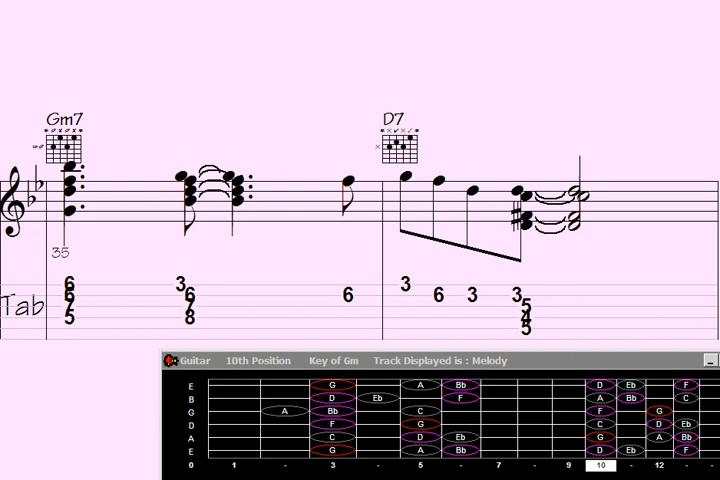 Gm7 D7
35
Tab
6 3 3
6 6 6 6 3 3
7 7 5
5 8 4
5
Guitar 10th Position Key of Gm Track Displayed is : Melody
E G A Bb D Eb F
B D Eb F A Bb C
G A Bb C F G
D F G C D Eb
A C D Eb G A Bb
E G A Bb D Eb F
0 1 - 3 - 5 - 7 - 9 10 - 12 - -